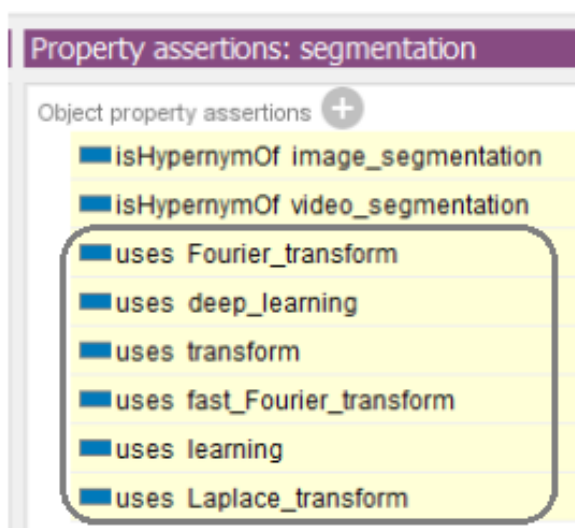 Property assertions: segmentation
Object property assertions
isHypernymOf image_segmentation
isHypernymOf video_segmentation
uses Fourier_transform
uses deep_learning
uses transform
uses fast_Fourier_transform
uses learning
uses Laplace_transform